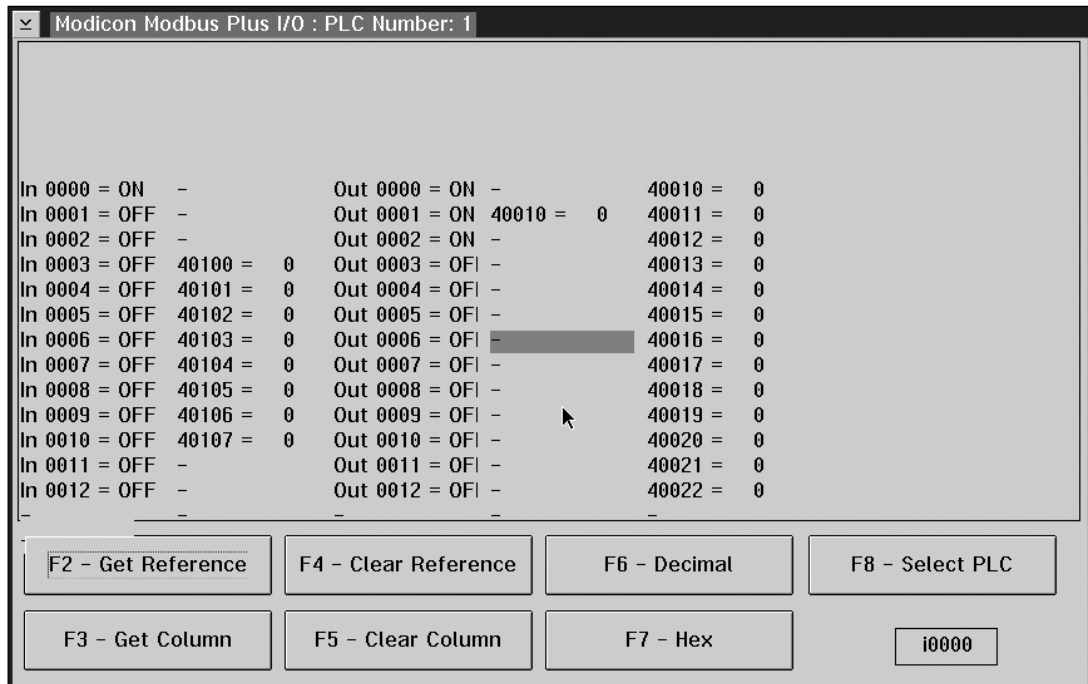 Modicon Modbus Plus I/O : PLC Number: 1
In 0000 = ON - Out 0000 = ON - 40010 = 0
In 0001 = OFF - Out 0001 = ON 40010 = 0 40011 = 0
In 0002 = OFF - Out 0002 = ON - 40012 = 0
In 0003 = OFF 40100 = 0 Out 0003 = OFI - 40013 = 0
In 0004 = OFF 40101 = 0 Out 0004 = OFI - 40014 = 0
In 0005 = OFF 40102 = 0 Out 0005 = OFI - 40015 = 0
In 0006 = OFF 40103 = 0 Out 0006 = OFI - 40016 = 0
In 0007 = OFF 40104 = 0 Out 0007 = OFI - 40017 = 0
In 0008 = OFF 40105 = 0 Out 0008 = OFI - 40018 = 0
In 0009 = OFF 40106 = 0 Out 0009 = OFI - 40019 = 0
In 0010 = OFF 40107 = 0 Out 0010 = OFI - 40020 = 0
In 0011 = OFF - Out 0011 = OFI - 40021 = 0
In 0012 = OFF - Out 0012 = OFI - 40022 = 0
- - - - -
F2 - Get Reference F4 - Clear Reference F6 - Decimal F8 - Select PLC
F3 - Get Column F5 - Clear Column F7 - Hex i0000